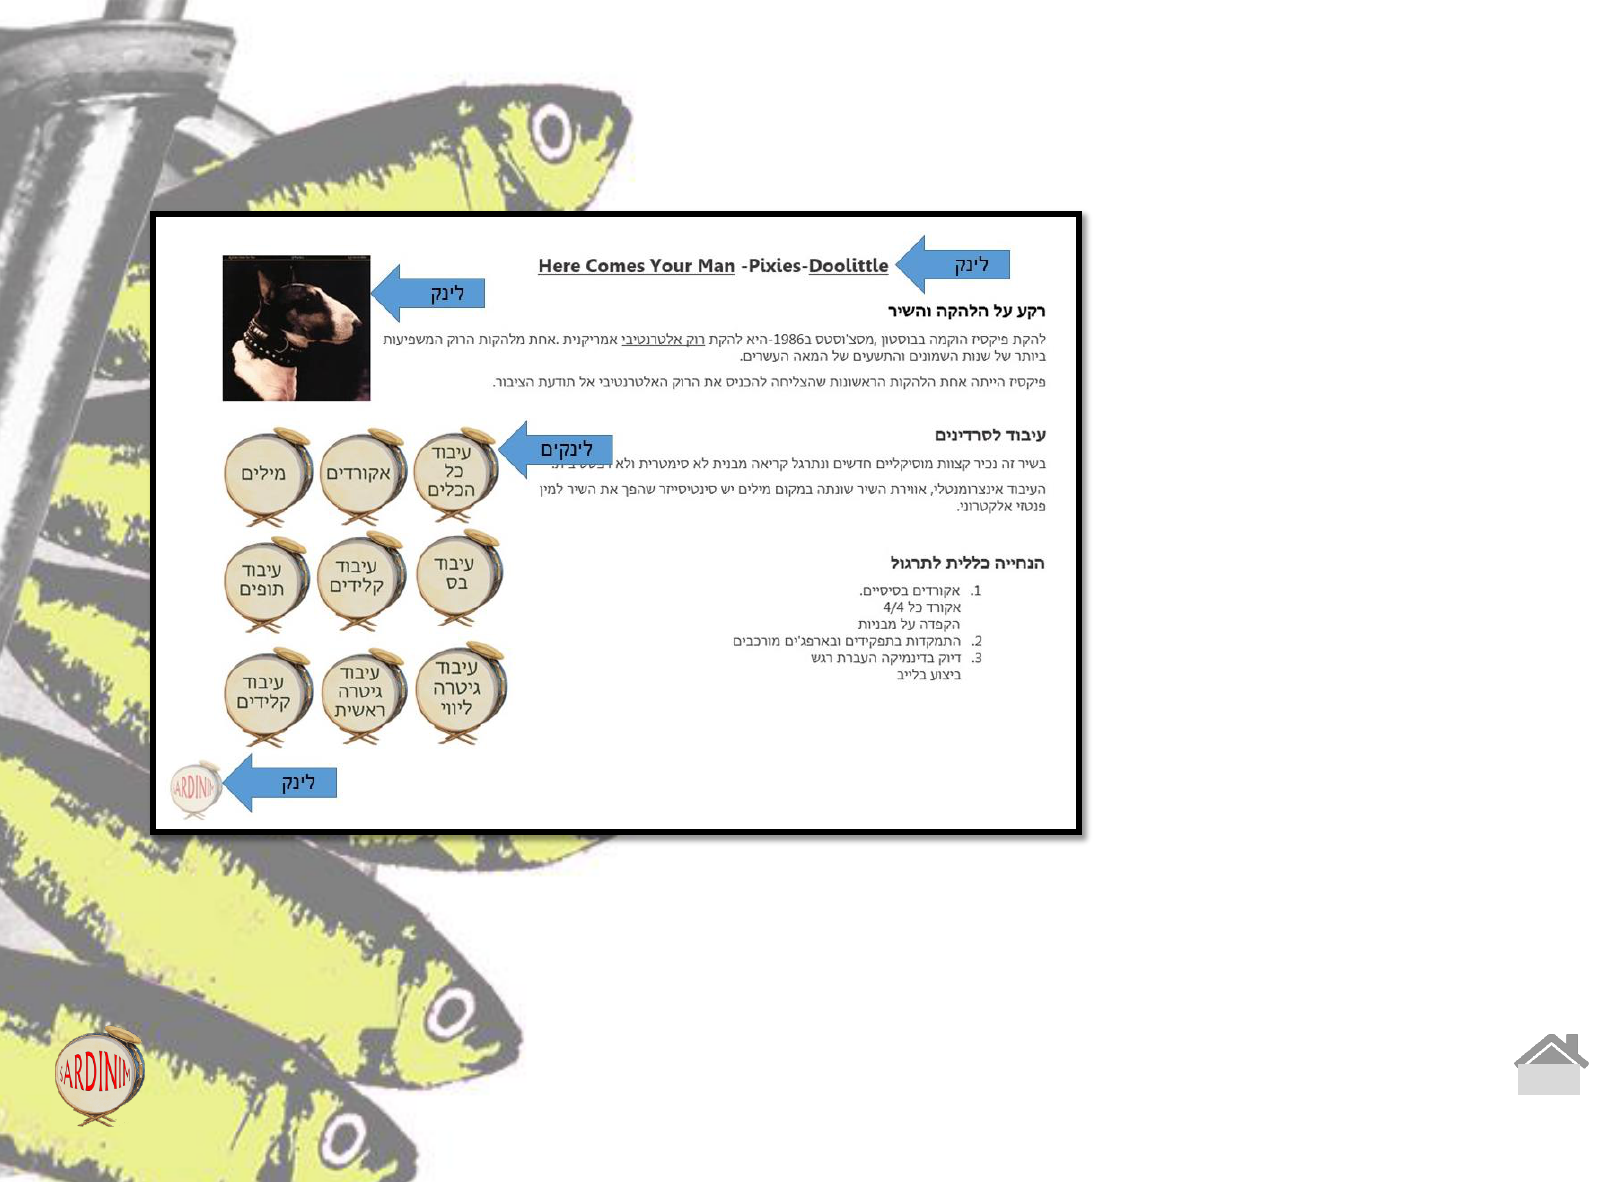 Here Comes Your Man -Pixies-Doolittle
לינק
לינק
רקע על הלהקה והשיר
להקת פיקסיז הוקמה בבוסטון ,מסצ'וסטס ב1986-היא להקת רוק אלטרנטיבי אמריקנית .אחת מלהקות הרוק המשפיעות
ביותר של שנות השמונים והתשעים של המאה העשרים.
פיקסיז הייתה אחת הלהקות הראשונות שהצליחה להכניס את הרוק האלטרנטיבי אל תודעת הציבור.
עיבוד לסרדינים
לינקים
בשיר זה נכיר קצוות מוסיקליים חדשים ונתרגל קריאה מבנית לא סימטרית ולא
העיבוד אינצרומנטלי, אווירת השיר שונתה במקום מילים יש סינטיסייזר שהפך את השיר למין
פנטזי אלקטרוני.
הנחייה כללית לתרגול
1. אקורדים בסיסיים.
אקורד כל 4/4
הקפדה על מבניות
2. התמקדות בתפקידים ובארפג'ים מורכבים
3. דיוק בדינמיקה העברת רגש
ביצוע בלייב
עיבוד
כל
הכלים
אקורדים
מילים
עיבוד
בס
עיבוד
קלידים
עיבוד
תופים
עיבוד
גיטרה
ליווי
עיבוד
גיטרה
ראשית
עיבוד
קלידים
לינק
SARDINIM
SARDINIM